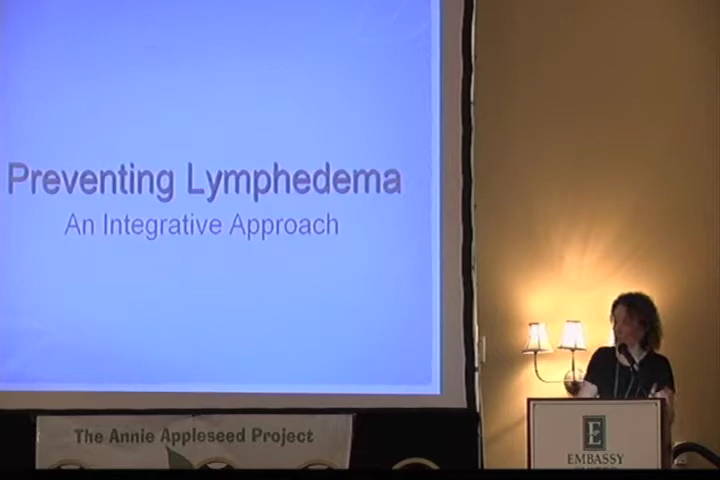 Preventing Lymphedema
An Integrative Approach
The Annie Appleseed Project
E
EMBASSY